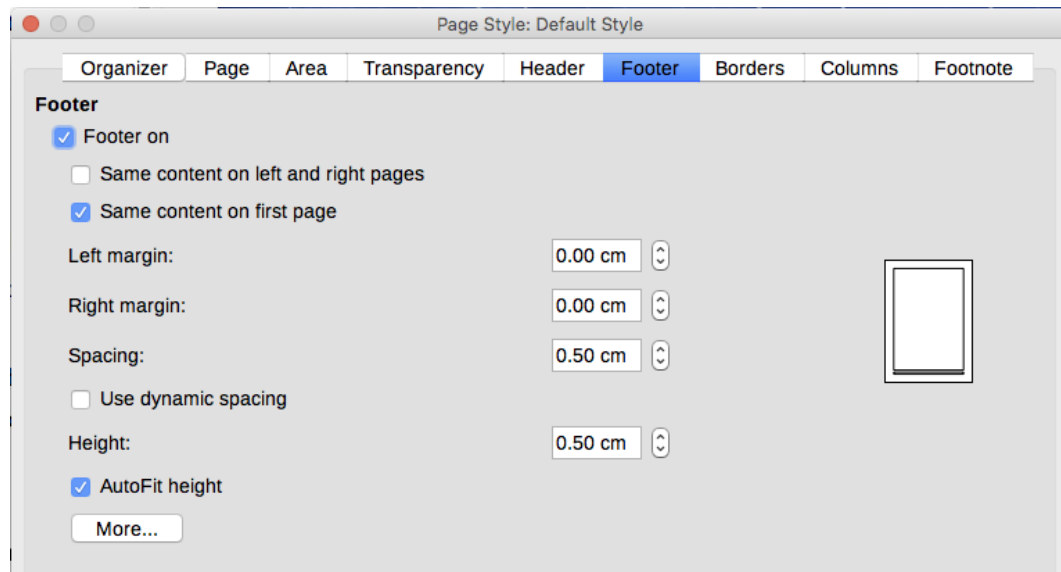 Page Style: Default Style
Organizer Page Area Transparency Header Footer Borders Columns Footnote
Footer
Footer on
Same content on left and right pages
Same content on first page
Left margin: 0.00 cm
Right margin: 0.00 cm
Spacing: 0.50 cm
Use dynamic spacing
Height: 0.50 cm
AutoFit height
More...